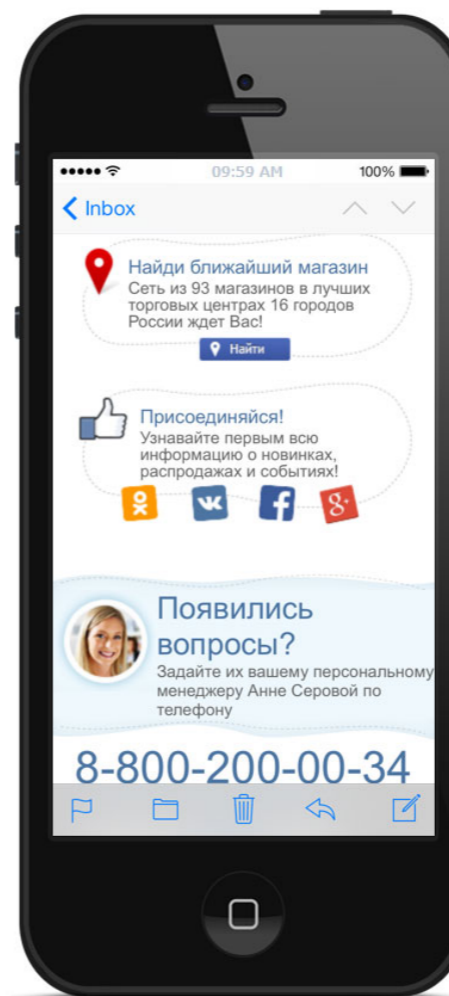 09:59 AM
100%
Inbox
Найди ближайший магазин
Сеть из 93 магазинов в лучших
торговых центрах 16 городов
России ждет Вас!
Найти
Присоединяйся!
Узнавайте первым всю
информацию о новинках,
распродажах и событиях!
Появились
вопросы?
Задайте их вашему персональному
менеджеру Анне Серовой по
телефону
8-800-200-00-34